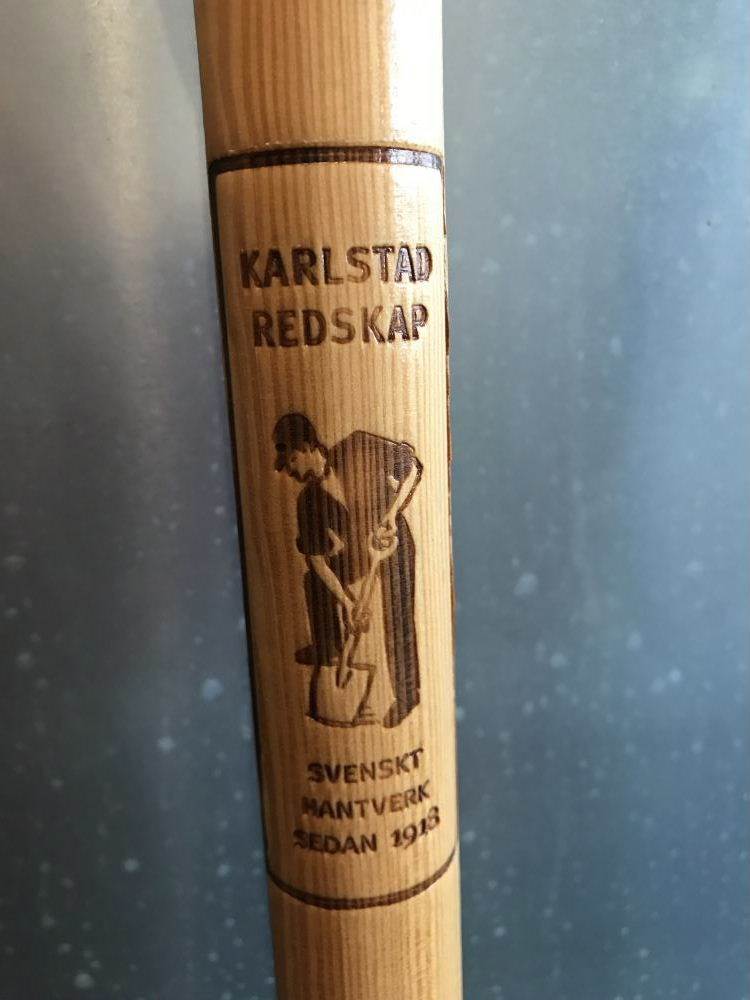 KARLSTAD
REDSKAP
SVENSKT
HANTVERK
SEDAN 1918